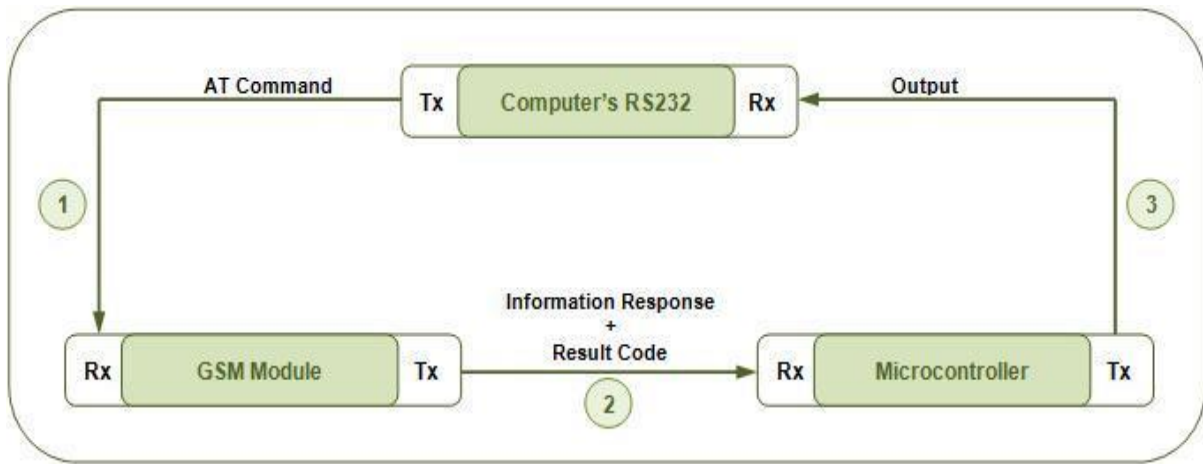 AT Command
Tx
Computer's RS232
Rx
Output
1
3
Information Response
+
Result Code
Rx
GSM Module
Tx
2
Rx
Microcontroller
Tx